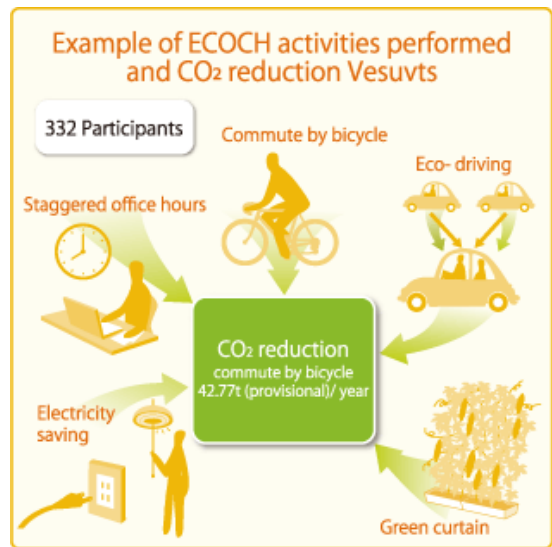 Example of ECOCH activities performed
and CO2 reduction Vesuvts
332 Participants
Commute by bicycle
Eco- driving
Staggered office hours
CO2 reduction
commute by bicycle
42.77t (provisional)/ year
Electricity
saving
Green curtain